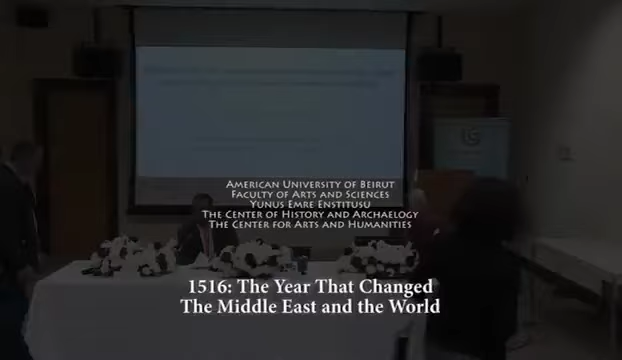 American University of Beirut
Faculty of Arts and Sciences
Yunus Emre Enstitusu
The Center of History and Archaelogy
The Center for Arts and Humanities
1516: The Year That Changed
The Middle East and the World